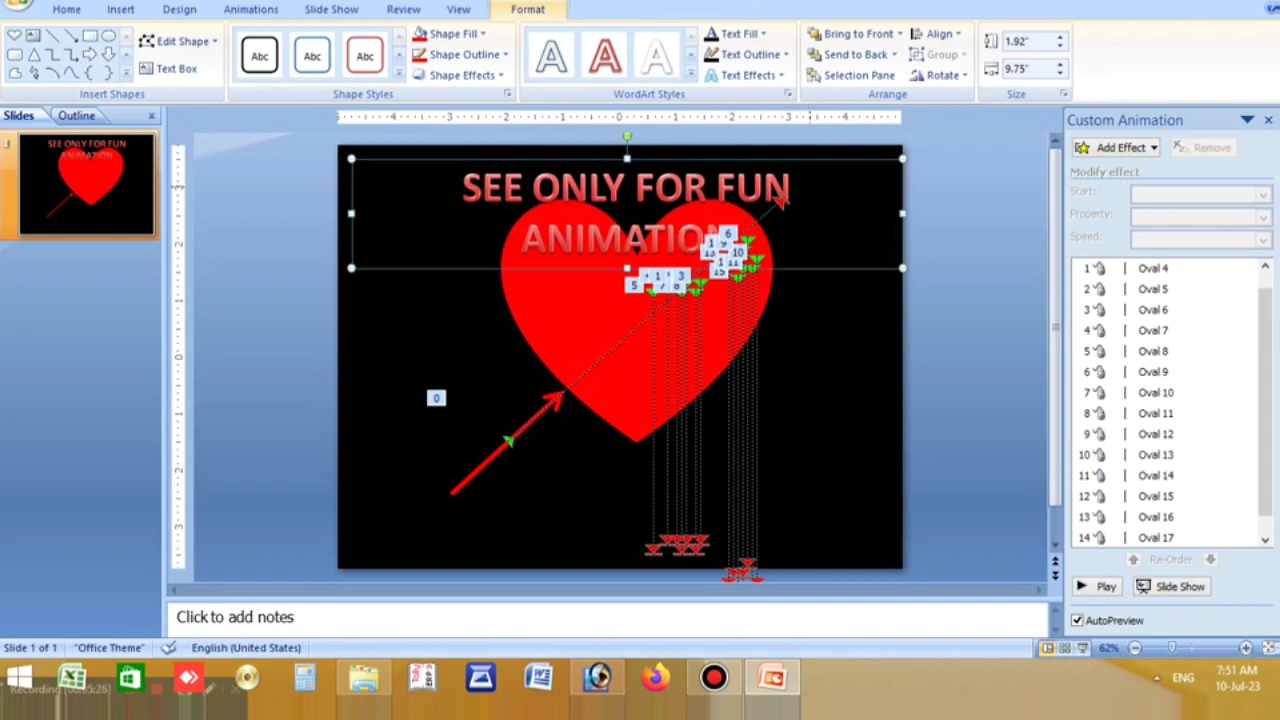 Home Insert Design Animations Slide Show Review View Format
Edit Shape
Text Box
Insert Shapes
Abc Abc Abc
Shape Fill
Shape Outline
Shape Effects
Shape Styles
A A A
Text Fill
Text Outline
Text Effects
WordArt Styles
Bring to Front
Send to Back
Selection Pane
Align
Group
Rotate
Arrange
1.92"
9.75"
Size
Slides Outline
SEE ONLY FOR FUN
ANIMATION
SEE ONLY FOR FUN
ANIMATION
0
Custom Animation
Add Effect Remove
Modify effect
Start:
Property:
Speed:
1 Oval 4
2 Oval 5
3 Oval 6
4 Oval 7
5 Oval 8
6 Oval 9
7 Oval 10
8 Oval 11
9 Oval 12
10 Oval 13
11 Oval 14
12 Oval 15
13 Oval 16
14 Oval 17
Re-Order
Play Slide Show
AutoPreview
Click to add notes
Slide 1 of 1 "Office Theme" English (United States) 62%
ENG
7:51 AM
10-Jul-23